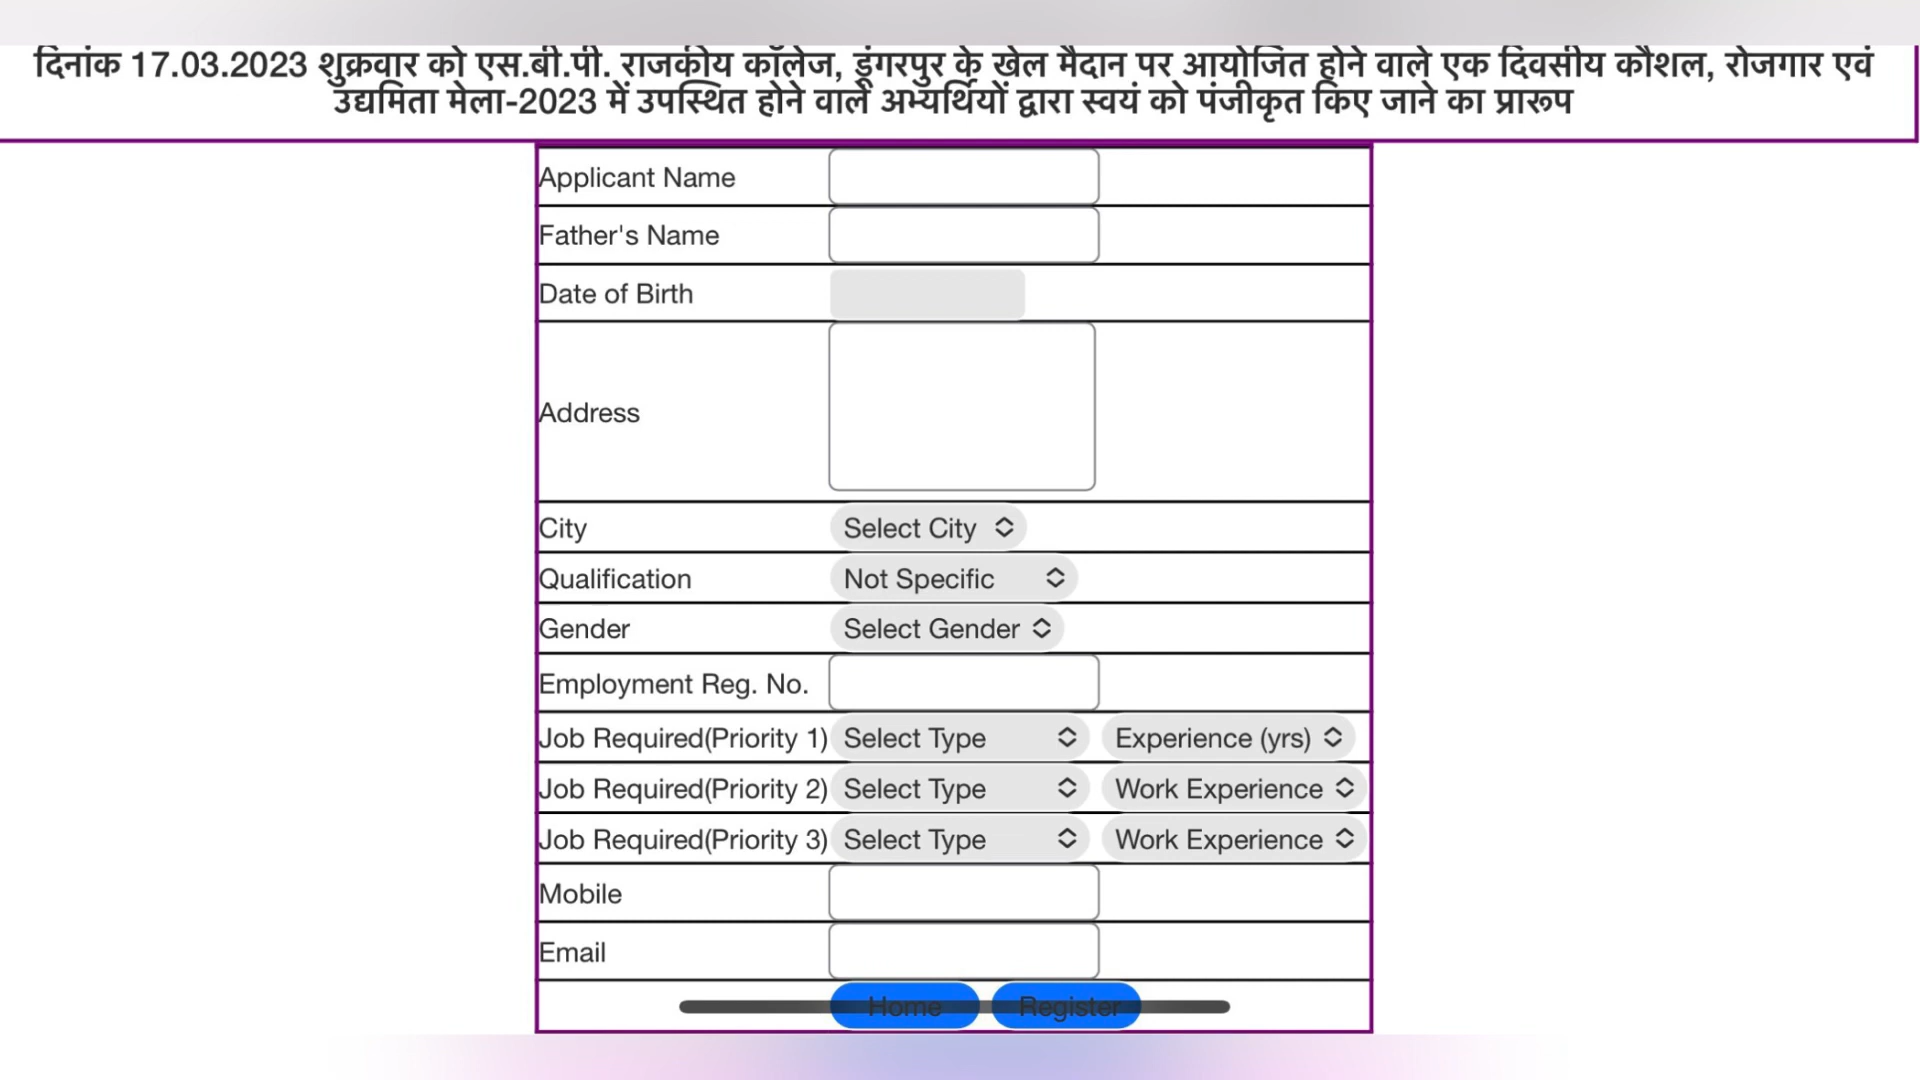 दिनांक 17.03.2023 शुक्रवार को एस.बी.पी. राजकीय कॉलेज, डूंगरपुर के खेल मैदान पर आयोजित होने वाले एक दिवसीय कौशल, रोजगार एवं
उद्यमिता मेला-2023 में उपस्थित होने वाले अभ्यर्थियों द्वारा स्वयं को पंजीकृत किए जाने का प्रारूप
Applicant Name
Father's Name
Date of Birth
Address
City Select City
Qualification Not Specific
Gender Select Gender
Employment Reg. No.
Job Required(Priority 1) Select Type Experience (yrs)
Job Required(Priority 2) Select Type Work Experience
Job Required(Priority 3) Select Type Work Experience
Mobile
Email
Home Register